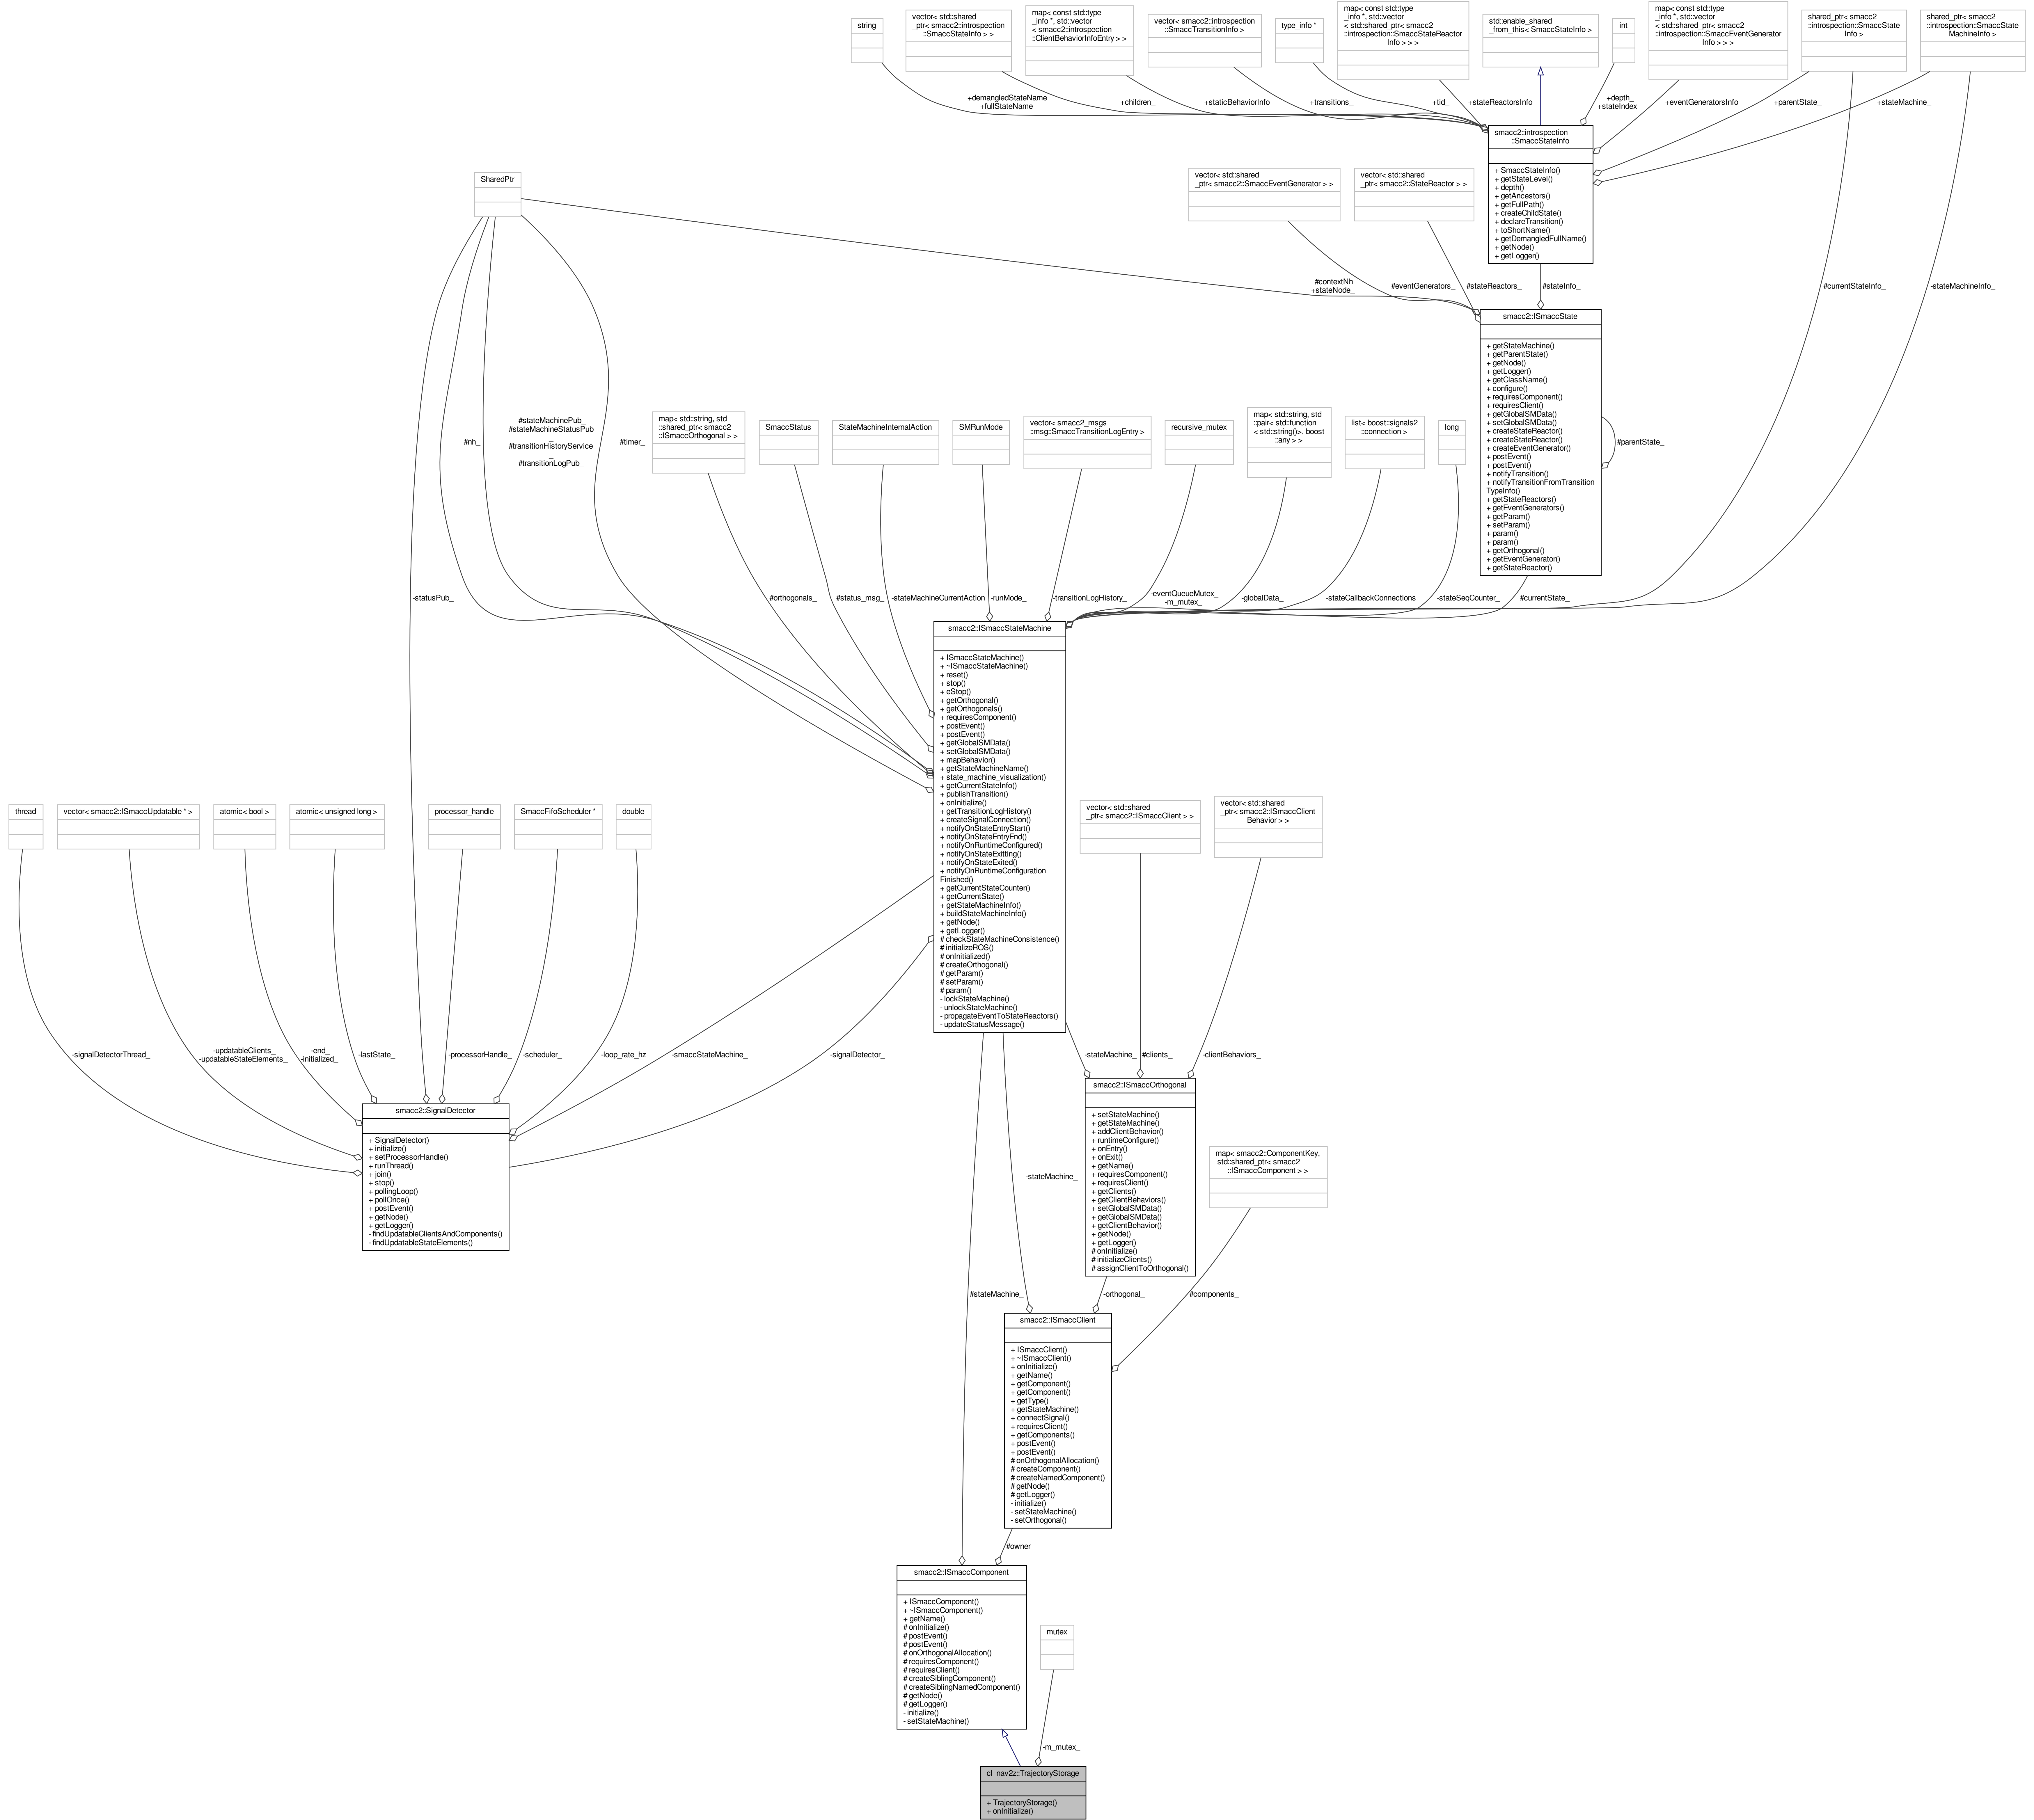 string
vector< std::shared
_ptr< smacc2::introspection
::SmaccStateInfo > >
map< const std::type
_info *, std::vector
< smacc2::introspection
::ClientBehaviorInfoEntry > >
vector< smacc2::introspection
::SmaccTransitionInfo >
type_info *
map< const std::type
_info *, std::vector
< std::shared_ptr< smacc2
::introspection::SmaccStateReactor
Info > > >
std::enable_shared
_from_this< SmaccStateInfo >
int
map< const std::type
_info *, std::vector
< std::shared_ptr< smacc2
::introspection::SmaccEventGenerator
Info > > >
shared_ptr< smacc2
::introspection::SmaccState
Info >
shared_ptr< smacc2
::introspection::SmaccState
MachineInfo >
+demangledStateName
+fullStateName
+children_
+staticBehaviorInfo
+transitions_
+tid_
+stateReactorsInfo
+depth_
+stateIndex_
+eventGeneratorsInfo
+parentState_
+stateMachine_
smacc2::introspection
::SmaccStateInfo
+ SmaccStateInfo()
+ getStateLevel()
+ depth()
+ getAncestors()
+ getFullPath()
+ createChildState()
+ declareTransition()
+ toShortName()
+ getDemangledFullName()
+ getNode()
+ getLogger()
SharedPtr
vector< std::shared
_ptr< smacc2::SmaccEventGenerator > >
vector< std::shared
_ptr< smacc2::StateReactor > >
#contextNh
+stateNode_
#eventGenerators_
#stateReactors_
#stateInfo_
#currentStateInfo_
-stateMachineInfo_
smacc2::ISmaccState
+ getStateMachine()
+ getParentState()
+ getNode()
+ getLogger()
+ getClassName()
+ configure()
+ requiresComponent()
+ requiresClient()
+ getGlobalSMData()
+ setGlobalSMData()
+ createStateReactor()
+ createStateReactor()
+ createEventGenerator()
+ postEvent()
+ postEvent()
+ notifyTransition()
+ notifyTransitionFromTransition
TypeInfo()
+ getStateReactors()
+ getEventGenerators()
+ getParam()
+ setParam()
+ param()
+ param()
+ getOrthogonal()
+ getEventGenerator()
+ getStateReactor()
#parentState_
#nh_
#stateMachinePub_
#stateMachineStatusPub
_
#transitionHistoryService
_
#transitionLogPub_
#timer_
map< std::string, std
::shared_ptr< smacc2
::ISmaccOrthogonal > >
SmaccStatus
StateMachineInternalAction
SMRunMode
vector< smacc2_msgs
::msg::SmaccTransitionLogEntry >
recursive_mutex
map< std::string, std
::pair< std::function
< std::string()>, boost
::any > >
list< boost::signals2
::connection >
long
-statusPub_
#orthogonals_
#status_msg_
-stateMachineCurrentAction
-runMode_
-transitionLogHistory_
-eventQueueMutex_
-m_mutex_
-globalData_
-stateCallbackConnections
-stateSeqCounter_
#currentState_
smacc2::ISmaccStateMachine
+ ISmaccStateMachine()
+ ~ISmaccStateMachine()
+ reset()
+ stop()
+ eStop()
+ getOrthogonal()
+ getOrthogonals()
+ requiresComponent()
+ postEvent()
+ postEvent()
+ getGlobalSMData()
+ setGlobalSMData()
+ mapBehavior()
+ getStateMachineName()
+ state_machine_visualization()
+ getCurrentStateInfo()
+ publishTransition()
+ onInitialize()
+ getTransitionLogHistory()
+ createSignalConnection()
+ notifyOnStateEntryStart()
+ notifyOnStateEntryEnd()
+ notifyOnRuntimeConfigured()
+ notifyOnStateExitting()
+ notifyOnStateExited()
+ notifyOnRuntimeConfiguration
Finished()
+ getCurrentStateCounter()
+ getCurrentState()
+ getStateMachineInfo()
+ buildStateMachineInfo()
+ getNode()
+ getLogger()
# checkStateMachineConsistence()
# initializeROS()
# onInitialized()
# createOrthogonal()
# getParam()
# setParam()
# param()
- lockStateMachine()
- unlockStateMachine()
- propagateEventToStateReactors()
- updateStatusMessage()
thread
vector< smacc2::ISmaccUpdatable * >
atomic< bool >
atomic< unsigned long >
processor_handle
SmaccFifoScheduler *
double
vector< std::shared
_ptr< smacc2::ISmaccClient > >
vector< std::shared
_ptr< smacc2::ISmaccClient
Behavior > >
-signalDetectorThread_
-updatableClients_
-updatableStateElements_
-end_
-initialized_
-lastState_
-processorHandle_
-scheduler_
-loop_rate_hz
-smaccStateMachine_
-signalDetector_
-stateMachine_
#clients_
-clientBehaviors_
smacc2::SignalDetector
+ SignalDetector()
+ initialize()
+ setProcessorHandle()
+ runThread()
+ join()
+ stop()
+ pollingLoop()
+ pollOnce()
+ postEvent()
+ getNode()
+ getLogger()
- findUpdatableClientsAndComponents()
- findUpdatableStateElements()
smacc2::ISmaccOrthogonal
+ setStateMachine()
+ getStateMachine()
+ addClientBehavior()
+ runtimeConfigure()
+ onEntry()
+ onExit()
+ getName()
+ requiresComponent()
+ requiresClient()
+ getClients()
+ getClientBehaviors()
+ setGlobalSMData()
+ getGlobalSMData()
+ getClientBehavior()
+ getNode()
+ getLogger()
# onInitialize()
# initializeClients()
# assignClientToOrthogonal()
map< smacc2::ComponentKey,
std::shared_ptr< smacc2
::ISmaccComponent > >
-stateMachine_
#stateMachine_
-orthogonal_
#components_
smacc2::ISmaccClient
+ ISmaccClient()
+ ~ISmaccClient()
+ onInitialize()
+ getName()
+ getComponent()
+ getComponent()
+ getType()
+ getStateMachine()
+ connectSignal()
+ requiresClient()
+ getComponents()
+ postEvent()
+ postEvent()
# onOrthogonalAllocation()
# createComponent()
# createNamedComponent()
# getNode()
# getLogger()
- initialize()
- setStateMachine()
- setOrthogonal()
#owner_
smacc2::ISmaccComponent
+ ISmaccComponent()
+ ~ISmaccComponent()
+ getName()
# onInitialize()
# postEvent()
# postEvent()
# onOrthogonalAllocation()
# requiresComponent()
# requiresClient()
# createSiblingComponent()
# createSiblingNamedComponent()
# getNode()
# getLogger()
- initialize()
- setStateMachine()
mutex
-m_mutex_
cl_nav2z::TrajectoryStorage
+ TrajectoryStorage()
+ onInitialize()